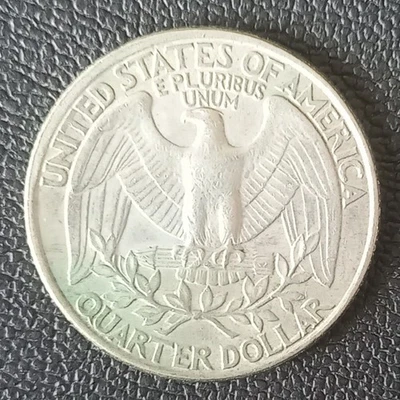 UNITED STATES OF AMERICA
E PLURIBUS
UNUM
QUARTER DOLLAR